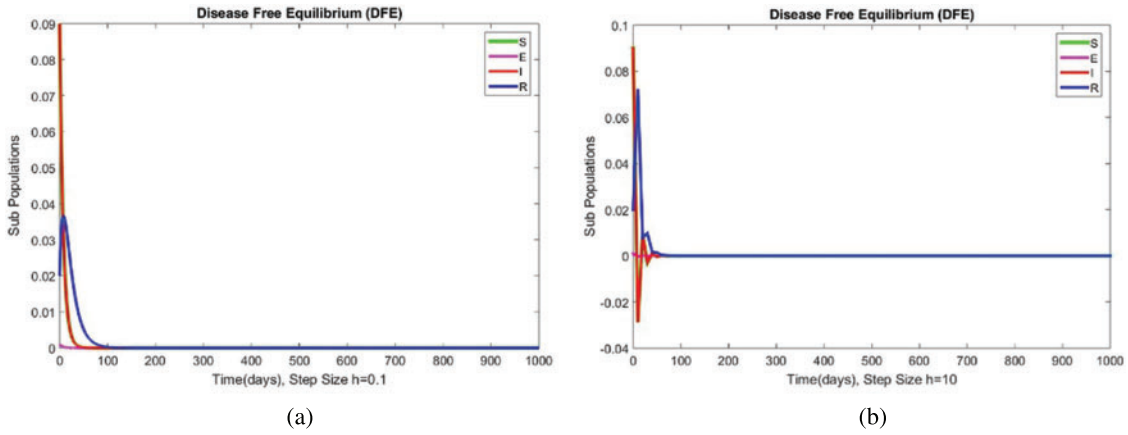 Disease Free Equilibrium (DFE)
0.09
0.08
0.07
0.06
0.05
0.04
0.03
0.02
0.01
0
S
E
I
R
Sub Populations
0 100 200 300 400 500 600 700 800 900 1000
Time(days), Step Size h=0.1
(a)
Disease Free Equilibrium (DFE)
0.1
0.08
0.06
0.04
0.02
0
-0.02
-0.04
S
E
I
R
Sub Populations
0 100 200 300 400 500 600 700 800 900 1000
Time(days), Step Size h=10
(b)